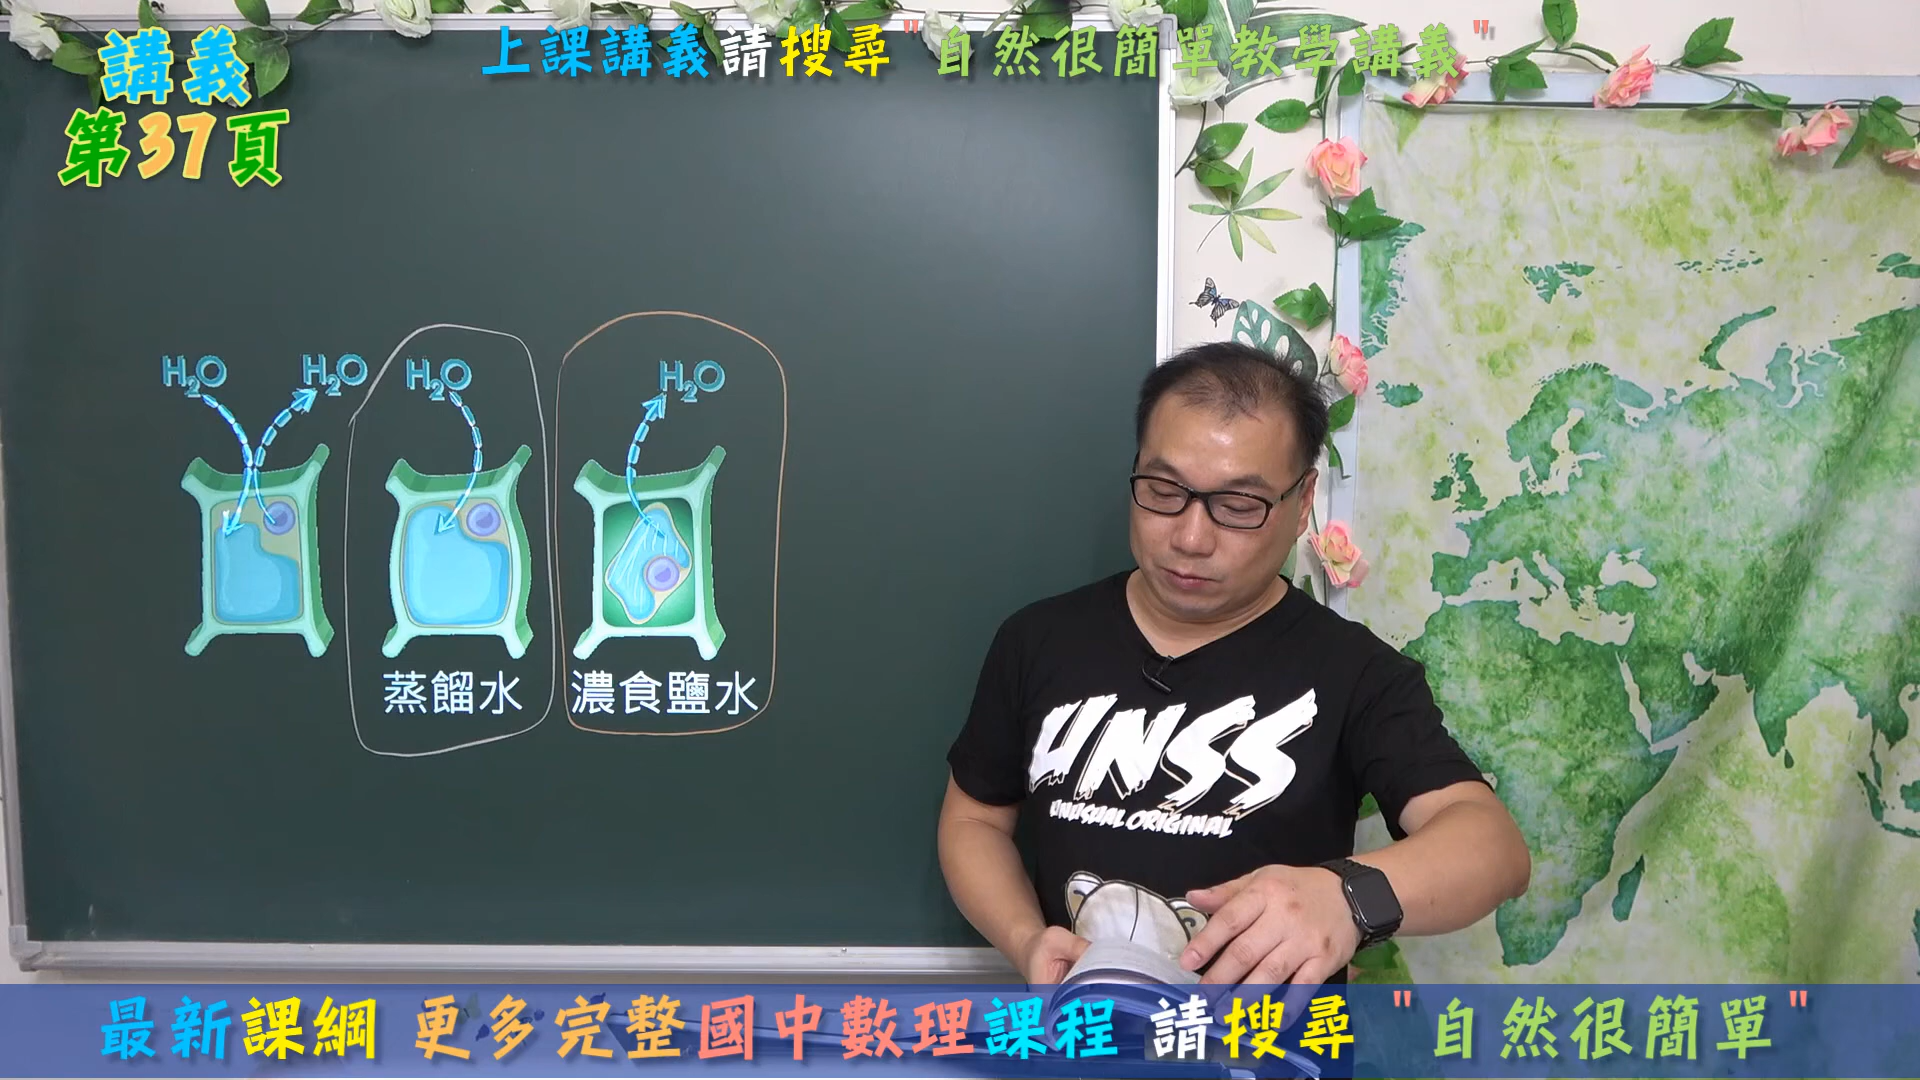 上課講義請搜尋"自然很簡單教學講義"
講義
第37頁
H₂O H₂O H₂O H₂O
蒸餾水 濃食鹽水
UNSS
UNUSUAL ORIGINAL
最新課綱 更多完整國中數理課程 請搜尋 "自然很簡單"